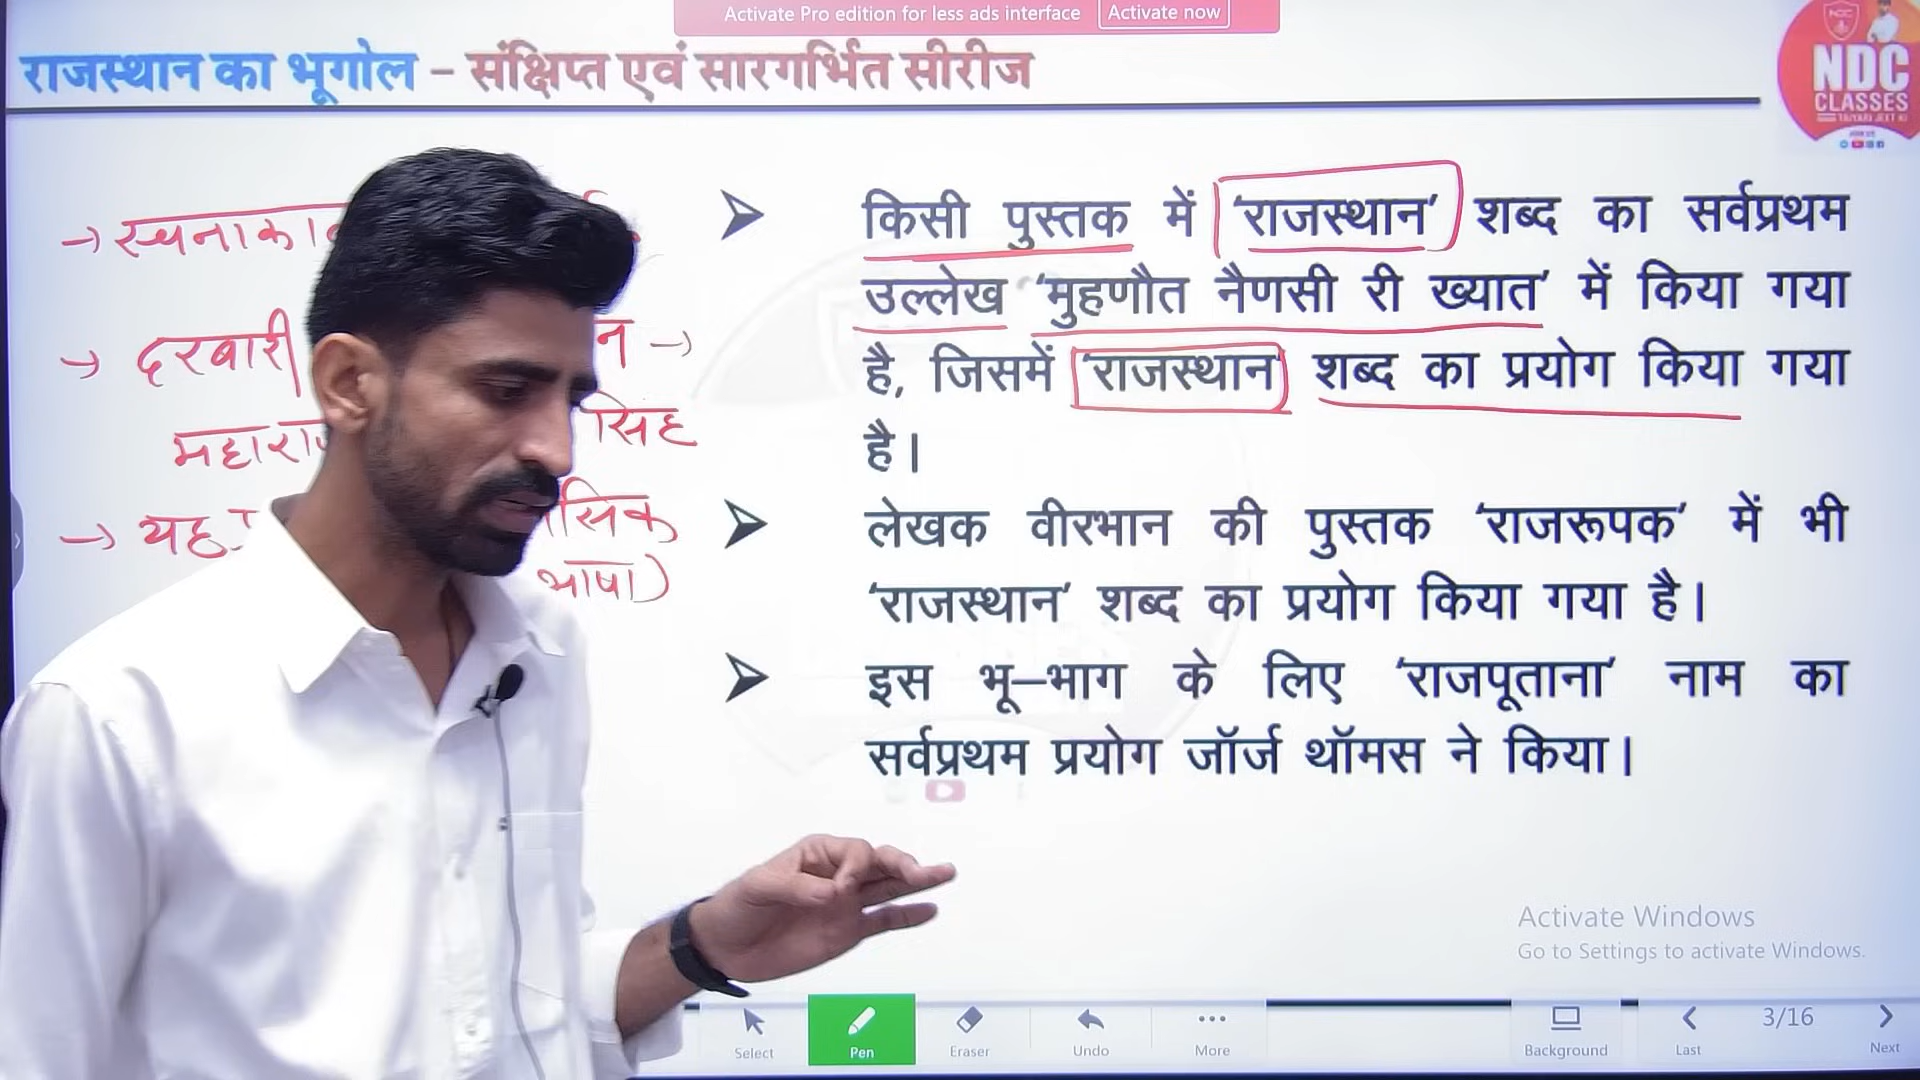 Activate Pro edition for less ads interface Activate now
राजस्थान का भूगोल – संक्षिप्त एवं सारगर्भित सीरीज
NDC
CLASSES
किसी पुस्तक में 'राजस्थान' शब्द का सर्वप्रथम
उल्लेख 'मुहणौत नैणसी री ख्यात' में किया गया
है, जिसमें 'राजस्थान' शब्द का प्रयोग किया गया
है।
लेखक वीरभान की पुस्तक 'राजरूपक' में भी
'राजस्थान' शब्द का प्रयोग किया गया है।
इस भू–भाग के लिए 'राजपूताना' नाम का
सर्वप्रथम प्रयोग जॉर्ज थॉमस ने किया।
→ दरबारी
सिंह
→ यह
भाषा)
Activate Windows
Go to Settings to activate Windows.
Select Pen Eraser Undo More Background Last 3/16 Next